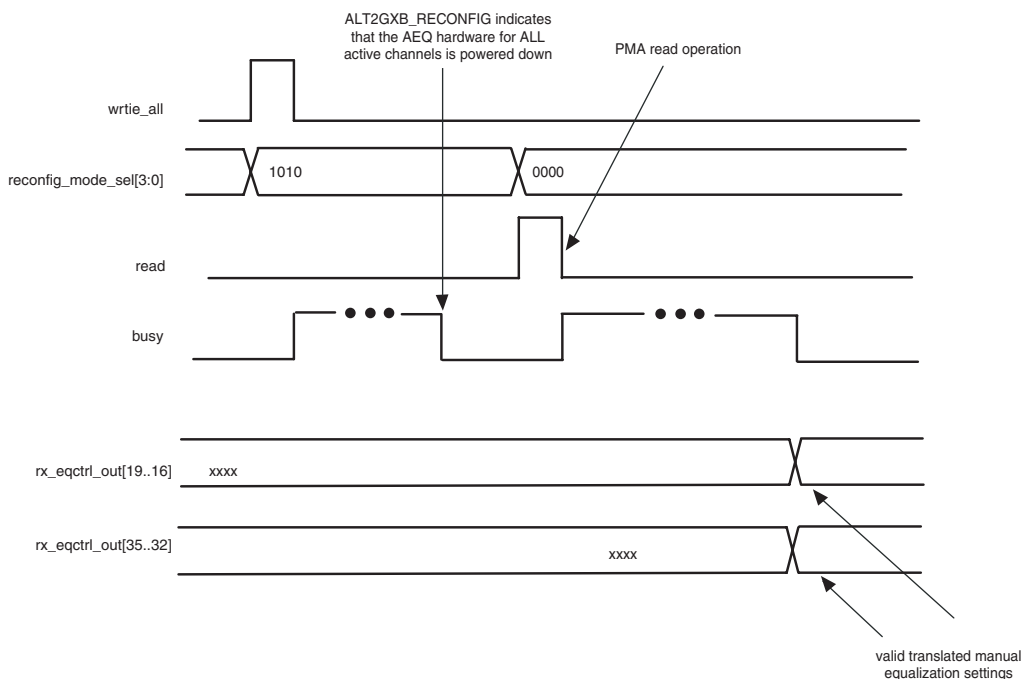 ALT2GXB_RECONFIG indicates
that the AEQ hardware for ALL
active channels is powered down
PMA read operation
wrtie_all
reconfig_mode_sel[3:0]
1010
0000
read
busy
rx_eqctrl_out[19..16]
xxxx
rx_eqctrl_out[35..32]
xxxx
valid translated manual
equalization settings